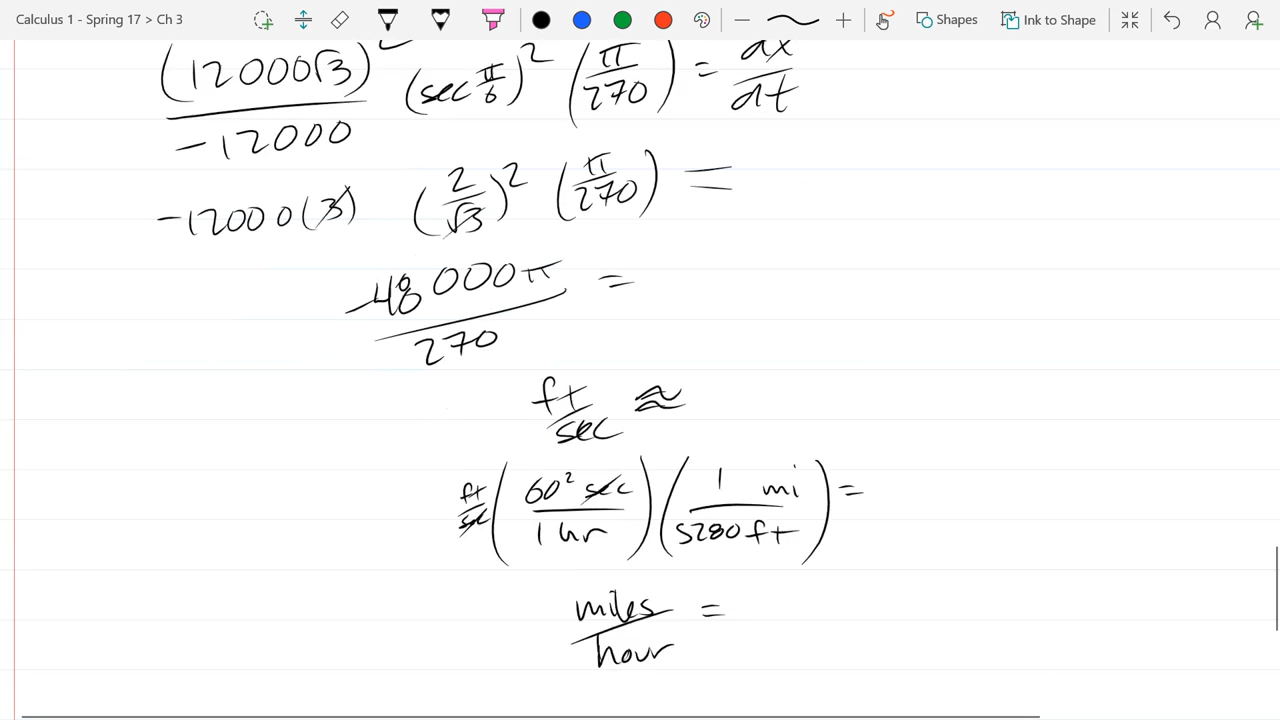 Calculus 1 - Spring 17 > Ch 3 Shapes Ink to Shape
(12000√3)² / -12000 (sec π/6)² (π/270) = dx/dt
-12000(3) (2/√3)² (π/270) =
-48000π / 270 =
ft/sec ≈
ft/sec (60² sec / 1 hr) (1 mi / 5280 ft) =
miles/hour =